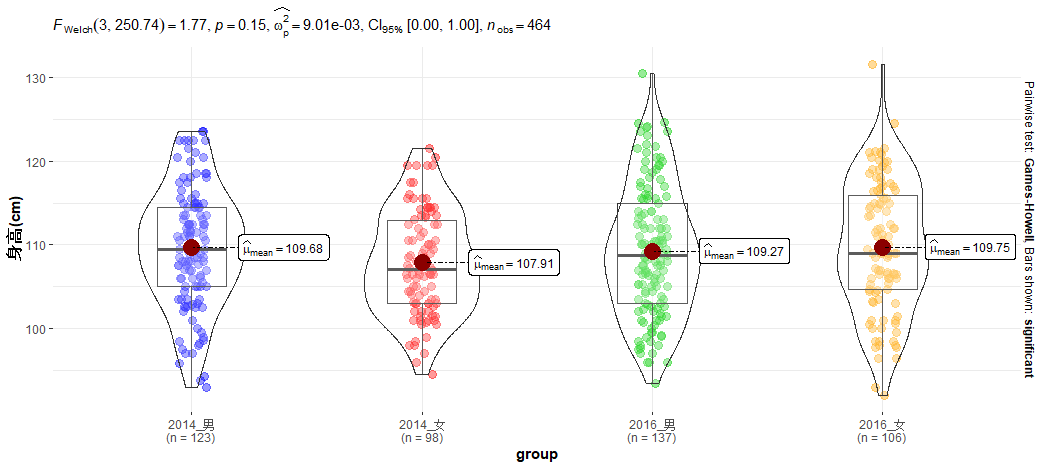 F_Welch(3, 250.74) = 1.77, p = 0.15, ω̂²_p = 9.01e-03, CI_95% [0.00, 1.00], n_obs = 464
身高(cm)
130
120
110
100
μ̂_mean = 109.68
μ̂_mean = 107.91
μ̂_mean = 109.27
μ̂_mean = 109.75
2014_男
(n = 123)
2014_女
(n = 98)
2016_男
(n = 137)
2016_女
(n = 106)
group
Pairwise test: Games-Howell, Bars shown: significant